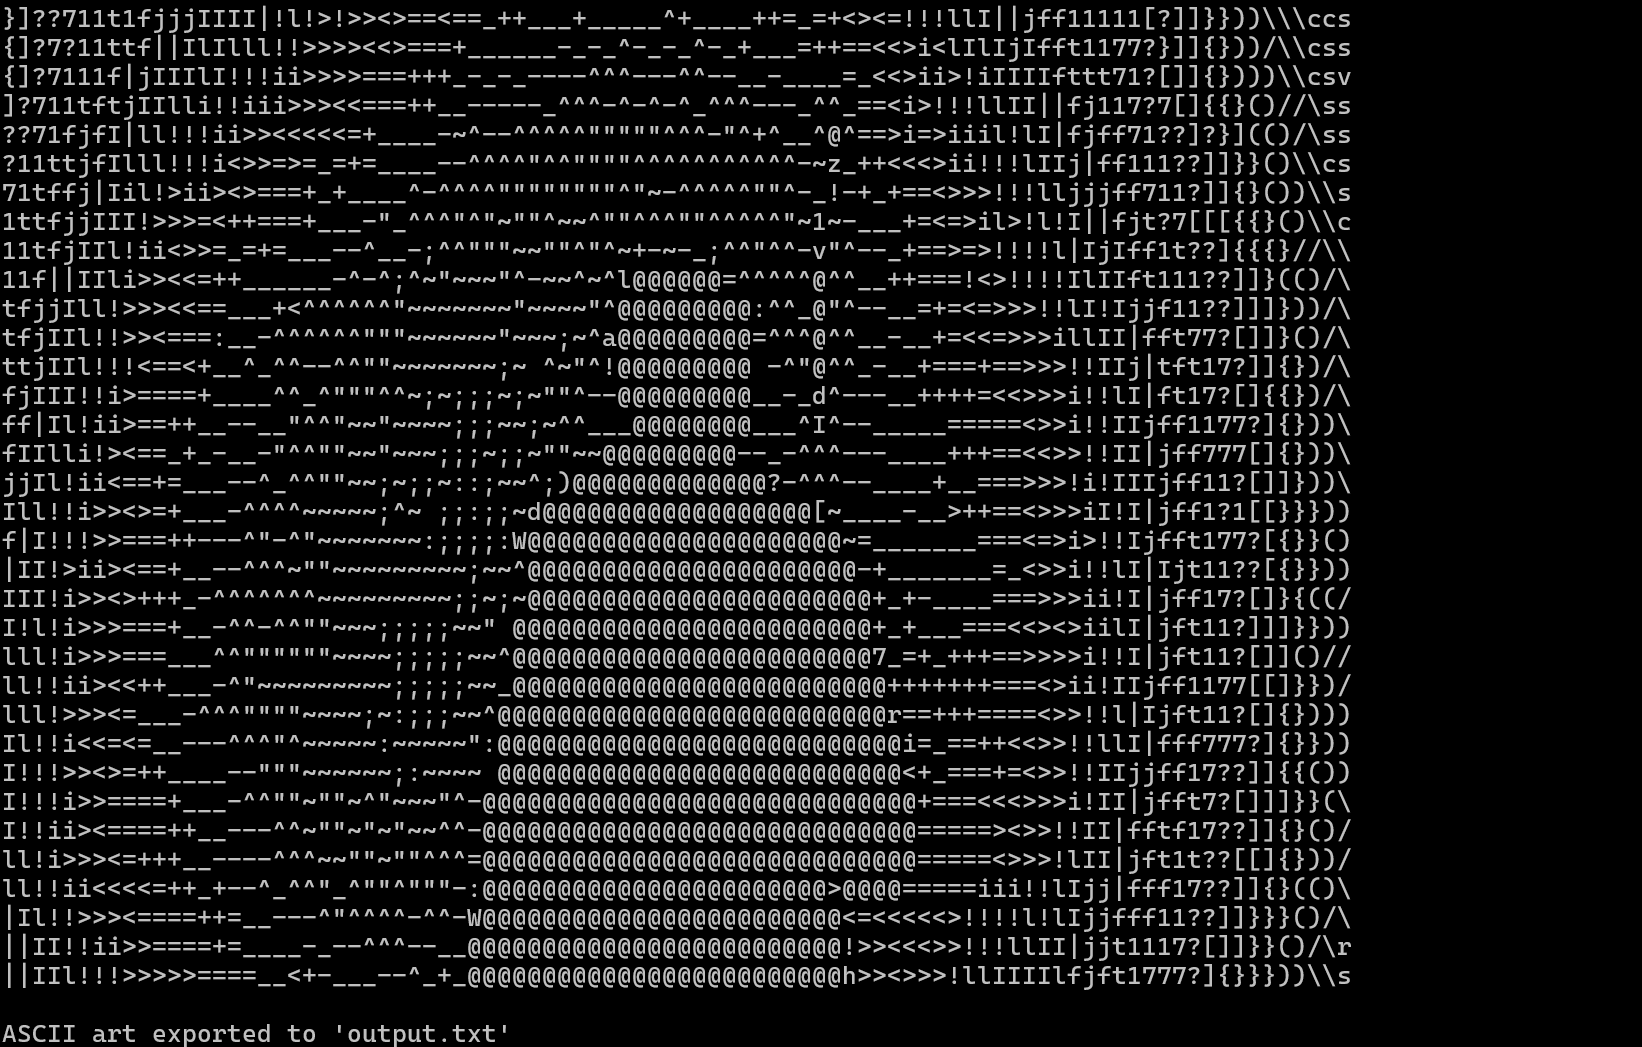 }]??711t1fjjjIIII|!l!>!>><>==<==_++___+_____^+____++=_=+<><=!!!llI||jff11111[?]]}}))\\\ccs
{]?7?11ttf||IlIlll!!>>>><<>===+______-_-_^-_-_^-_+___=++==<<>i<lIlIjIfft1177?}]]{}))/\\css
{]?7111f|jIIIlI!!!ii>>>>===+++_-_-_----^^^---^^--__-____=_<<>ii>!iIIIIfttt71?[]]{})))\\csv
]?711tftjIIlli!!iii>>><<===++__-----_^^^-^-^-^_^^^---_^^_==<i>!!!llII||fj117?7[]{{}()//\ss
??71fjfI|ll!!!ii>><<<<<=+____-~^--^^^^^"""""^^^-"^+^__^@^==>i=>iiil!lI|fjff71??]?}](()/\ss
?11ttjfIlll!!!i<>>=>=_=+=____--^^^^"^^""""^^^^^^^^^^^-~z_++<<<>ii!!!lIIj|ff111??]]}}()\\cs
71tffj|Iil!>ii><>===+_+____^-^^^^""""""""^"~-^^^^^""^-_!-+_+==<>>>!!!lljjjff711?]]{}())\\s
1ttfjjIII!>>>=<++===+___-"_^^^"^"~""^~~^""^^^""^^^^^"~1~-___+=<=>il>!l!I||fjt?7[[[{{}()\\c
11tfjIIl!ii<>>=_=+=___--^__-;^^"""~~""^"^~+-~-_;^^"^^-v"^--_+==>=>!!!!l|IjIff1t??]{{{}//\\
11f||IIli>><<=++______-^-^;^~"~~~"^-~~^~^l@@@@@@=^^^^^@^^__++===!<>!!!!IlIIft111??]]}(()/\
tfjjIll!>>><<==___+<^^^^^^"~~~~~~~"~~~~"^@@@@@@@@@:^^_@"^--__=+=<=>>>!!lI!Ijjf11??]]]}))/\
tfjIIl!!>><===:__-^^^^^^"""~~~~~~"~~~;~^a@@@@@@@@@=^^^@^^__-__+=<<=>>>illII|fft77?[]]}()/\
ttjIIl!!!<==<+__^_^^--^^""~~~~~~~;~ ^~"^!@@@@@@@@@ -^"@^^_-__+===+==>>>!!IIj|tft17?]]{})/\
fjIII!!i>====+____^^_^"""^^~;~;;;~;~""^--@@@@@@@@@__-_d^---__++++=<<>>>i!!lI|ft17?[]{{})/\
ff|Il!ii>==++__--__"^^"~~"~~~~;;;~~;~^^___@@@@@@@@___^I^--_____=====<>>i!!IIjff1177?]{}))\
fIIlli!><==_+_-__-"^^""~~"~~~;;;~;;~""~~@@@@@@@@@--_-^^^---____+++==<<>>!!II|jff777[]{}))\
jjIl!ii<==+=___--^_^^""~~;~;;~::;~~^;)@@@@@@@@@@@@@?-^^^--____+__===>>>!i!IIIjff11?[]]}))\
Ill!!i>><>=+___-^^^^~~~~~;^~ ;;:;;~d@@@@@@@@@@@@@@@@@@[~____-__>++==<>>>iI!I|jff1?1[[}}}))
f|I!!!>>===++---^"-^"~~~~~~~:;;;;:W@@@@@@@@@@@@@@@@@@@@@~=_______===<=>i>!!Ijfft177?[{}}()
|II!>ii><==+__--^^^~""~~~~~~~~~;~~^@@@@@@@@@@@@@@@@@@@@@@-+_______=_<>>i!!lI|Ijt11??[{}}))
III!i>><>+++_-^^^^^^^~~~~~~~~~;;~;~@@@@@@@@@@@@@@@@@@@@@@@+_+-____===>>>ii!I|jff17?[]}{((/
I!l!i>>>===+__-^^-^^""~~~;;;;;~~" @@@@@@@@@@@@@@@@@@@@@@@@+_+___===<<><>iilI|jft11?]]]}}))
lll!i>>>===___^^""""""~~~~;;;;;~~^@@@@@@@@@@@@@@@@@@@@@@@@7_=+_+++==>>>>i!!I|jft11?[]]()//
ll!!ii><<++___-^"~~~~~~~~~;;;;;~~_@@@@@@@@@@@@@@@@@@@@@@@@@+++++++===<>ii!IIjff1177[[]}})/
lll!>>><=___-^^^""""~~~~;~:;;;~~^@@@@@@@@@@@@@@@@@@@@@@@@@@r==+++====<>>!!l|Ijft11?[]{})))
Il!!i<<=<=__---^^^"^~~~~~:~~~~~":@@@@@@@@@@@@@@@@@@@@@@@@@@@i=_==++<<>>!!llI|fff777?]{}}))
I!!!>><>=++____--"""~~~~~~;:~~~~ @@@@@@@@@@@@@@@@@@@@@@@@@@@<+_===+=<>>!!IIjjff17??]]{{())
I!!!i>>====+___-^^""~""~^"~~~"^-@@@@@@@@@@@@@@@@@@@@@@@@@@@@@+===<<<>>>i!II|jfft7?[]]]}}(\
I!!ii><====++__---^^~""~"~"~~^^-@@@@@@@@@@@@@@@@@@@@@@@@@@@@@=====><>>!!II|fftf17??]]{}()/
ll!i>>><=+++__----^^^~~""~""^^^=@@@@@@@@@@@@@@@@@@@@@@@@@@@@@=====<>>>!lII|jft1t??[[]{}))/
ll!!ii<<<<=++_+--^_^^"_^""^"""-:@@@@@@@@@@@@@@@@@@@@@@@>@@@@=====iii!!lIjj|fff17??]]{}(()\
|Il!!>>><====++=__---^"^^^^-^^-W@@@@@@@@@@@@@@@@@@@@@@@@<=<<<<<>!!!!l!lIjjfff11??]]}}}()/\
||II!!ii>>====+=____-_--^^^--__@@@@@@@@@@@@@@@@@@@@@@@@@!>><<<>>!!!llII|jjt1117?[]]}}()/\r
||IIl!!!>>>>>====__<+-___--^_+_@@@@@@@@@@@@@@@@@@@@@@@@@h>><>>>!llIIIIlfjft1777?]{}}}))\\s
ASCII art exported to 'output.txt'